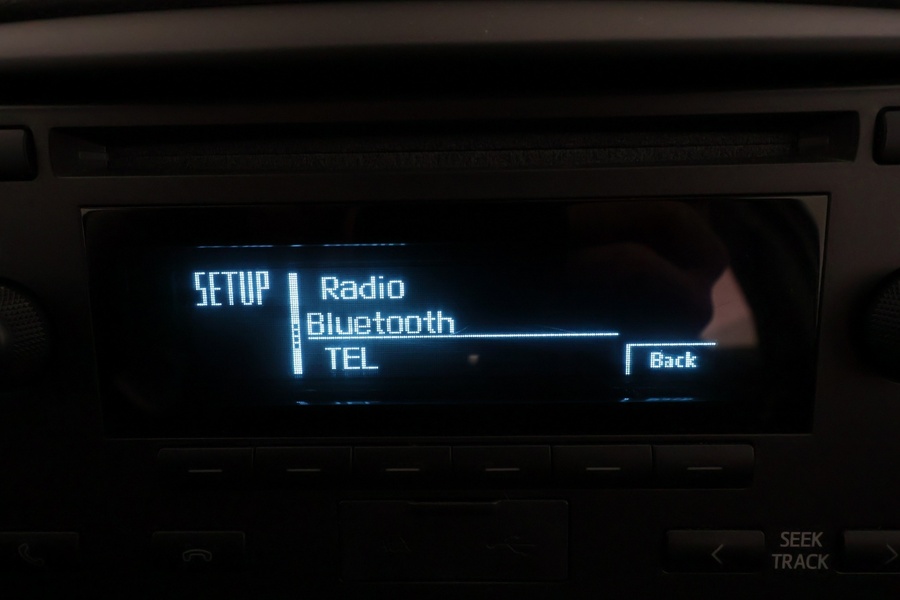 SETUP
Radio
Bluetooth
TEL
Back
SEEK
TRACK